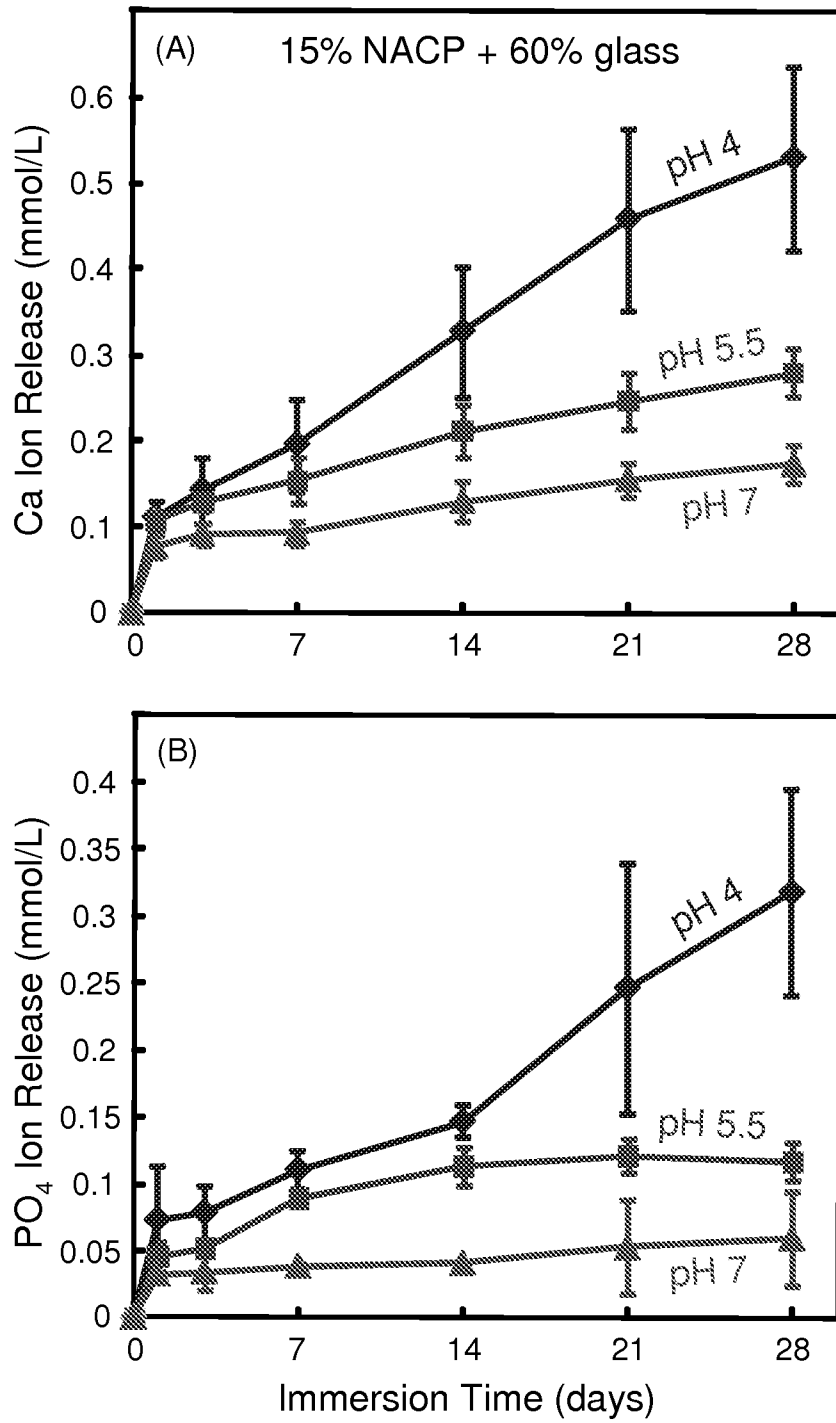 (A) 15% NACP + 60% glass
Ca Ion Release (mmol/L)
0.6
0.5
0.4
0.3
0.2
0.1
0
pH 4
pH 5.5
pH 7
0 7 14 21 28
(B)
PO₄ Ion Release (mmol/L)
0.4
0.35
0.3
0.25
0.2
0.15
0.1
0.05
0
pH 4
pH 5.5
pH 7
0 7 14 21 28
Immersion Time (days)